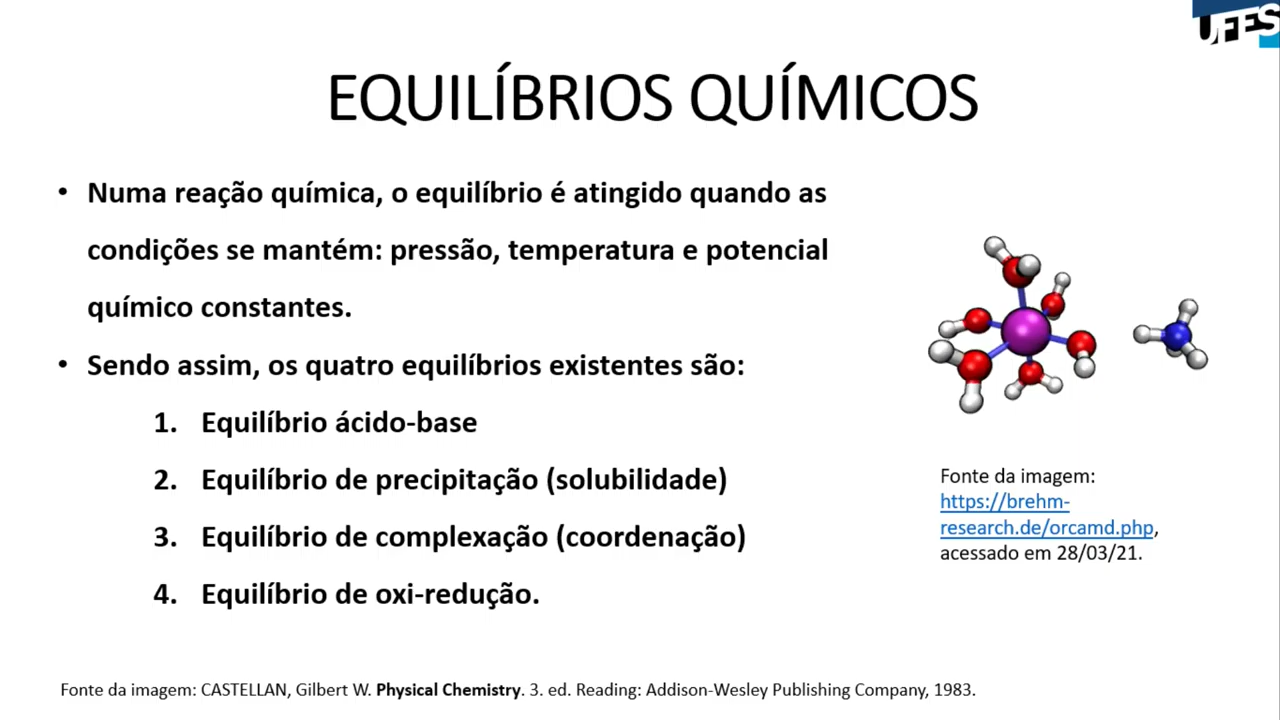 UFES
EQUILÍBRIOS QUÍMICOS
• Numa reação química, o equilíbrio é atingido quando as
condições se mantém: pressão, temperatura e potencial
químico constantes.
• Sendo assim, os quatro equilíbrios existentes são:
1. Equilíbrio ácido-base
2. Equilíbrio de precipitação (solubilidade)
3. Equilíbrio de complexação (coordenação)
4. Equilíbrio de oxi-redução.
Fonte da imagem:
https://brehm-
research.de/orcamd.php,
acessado em 28/03/21.
Fonte da imagem: CASTELLAN, Gilbert W. Physical Chemistry. 3. ed. Reading: Addison-Wesley Publishing Company, 1983.